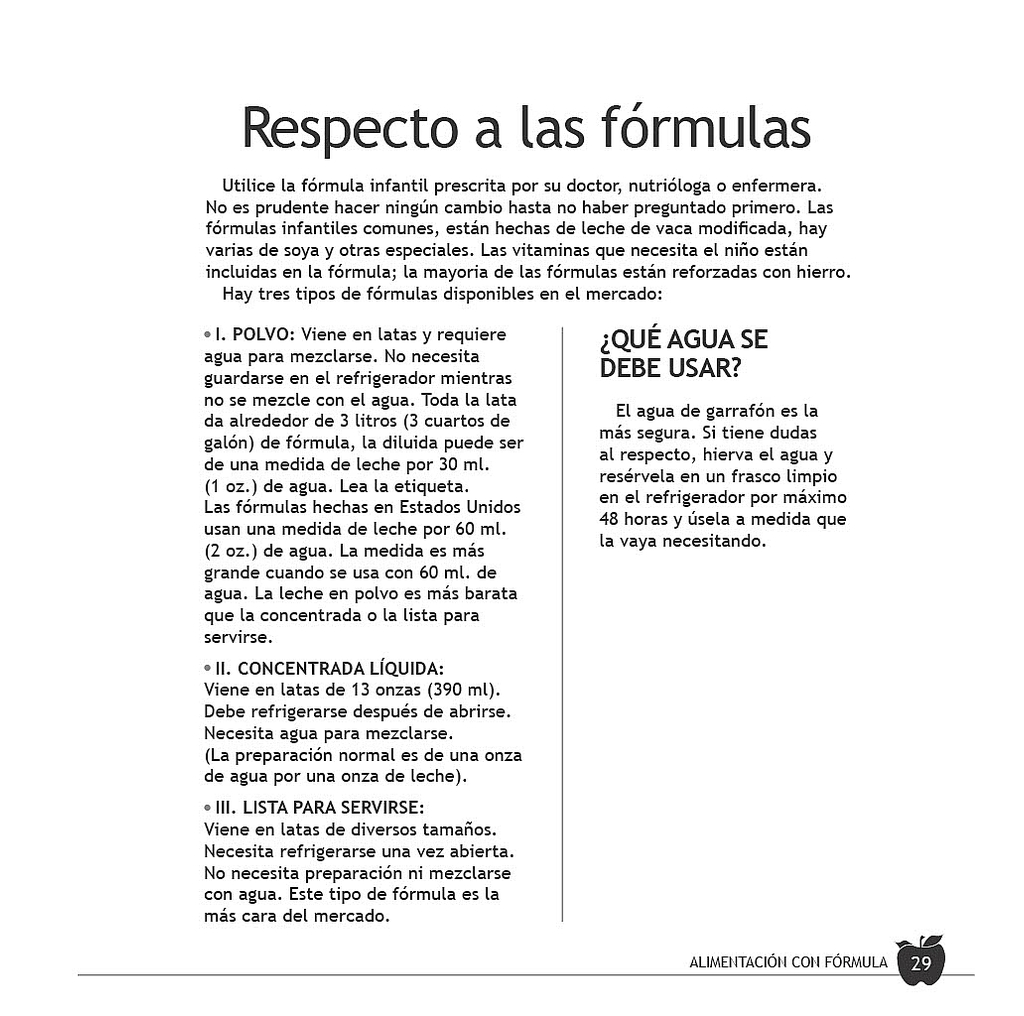 Respecto a las fórmulas
Utilice la fórmula infantil prescrita por su doctor, nutrióloga o enfermera.
No es prudente hacer ningún cambio hasta no haber preguntado primero. Las
fórmulas infantiles comunes, están hechas de leche de vaca modificada, hay
varias de soya y otras especiales. Las vitaminas que necesita el niño están
incluidas en la fórmula; la mayoria de las fórmulas están reforzadas con hierro.
Hay tres tipos de fórmulas disponibles en el mercado:
• I. POLVO: Viene en latas y requiere
agua para mezclarse. No necesita
guardarse en el refrigerador mientras
no se mezcle con el agua. Toda la lata
da alrededor de 3 litros (3 cuartos de
galón) de fórmula, la diluida puede ser
de una medida de leche por 30 ml.
(1 oz.) de agua. Lea la etiqueta.
Las fórmulas hechas en Estados Unidos
usan una medida de leche por 60 ml.
(2 oz.) de agua. La medida es más
grande cuando se usa con 60 ml. de
agua. La leche en polvo es más barata
que la concentrada o la lista para
servirse.
• II. CONCENTRADA LÍQUIDA:
Viene en latas de 13 onzas (390 ml).
Debe refrigerarse después de abrirse.
Necesita agua para mezclarse.
(La preparación normal es de una onza
de agua por una onza de leche).
• III. LISTA PARA SERVIRSE:
Viene en latas de diversos tamaños.
Necesita refrigerarse una vez abierta.
No necesita preparación ni mezclarse
con agua. Este tipo de fórmula es la
más cara del mercado.
¿QUÉ AGUA SE
DEBE USAR?
El agua de garrafón es la
más segura. Si tiene dudas
al respecto, hierva el agua y
resérvela en un frasco limpio
en el refrigerador por máximo
48 horas y úsela a medida que
la vaya necesitando.
ALIMENTACIÓN CON FÓRMULA 29